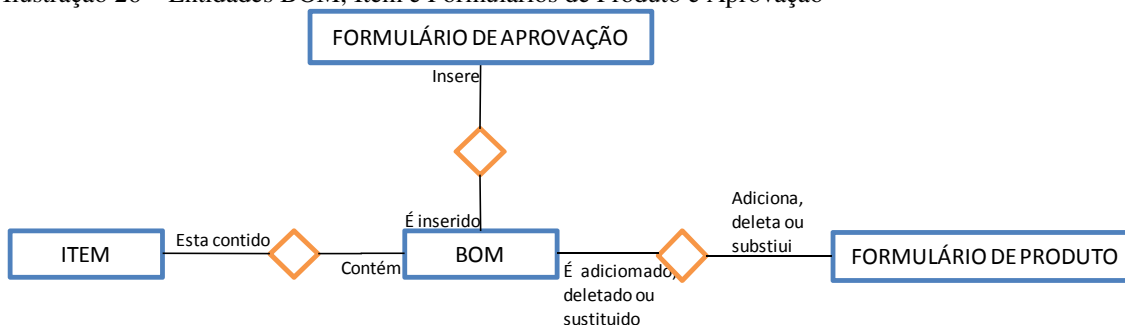 Ilustração 26 – Entidades BOM, Item e Formulários de Produto e Aprovação
FORMULÁRIO DE APROVAÇÃO
Insere
É inserido
Adiciona,
deleta ou
substiui
ITEM
Esta contido
Contém
BOM
É adiciomado,
deletado ou
sustituido
FORMULÁRIO DE PRODUTO